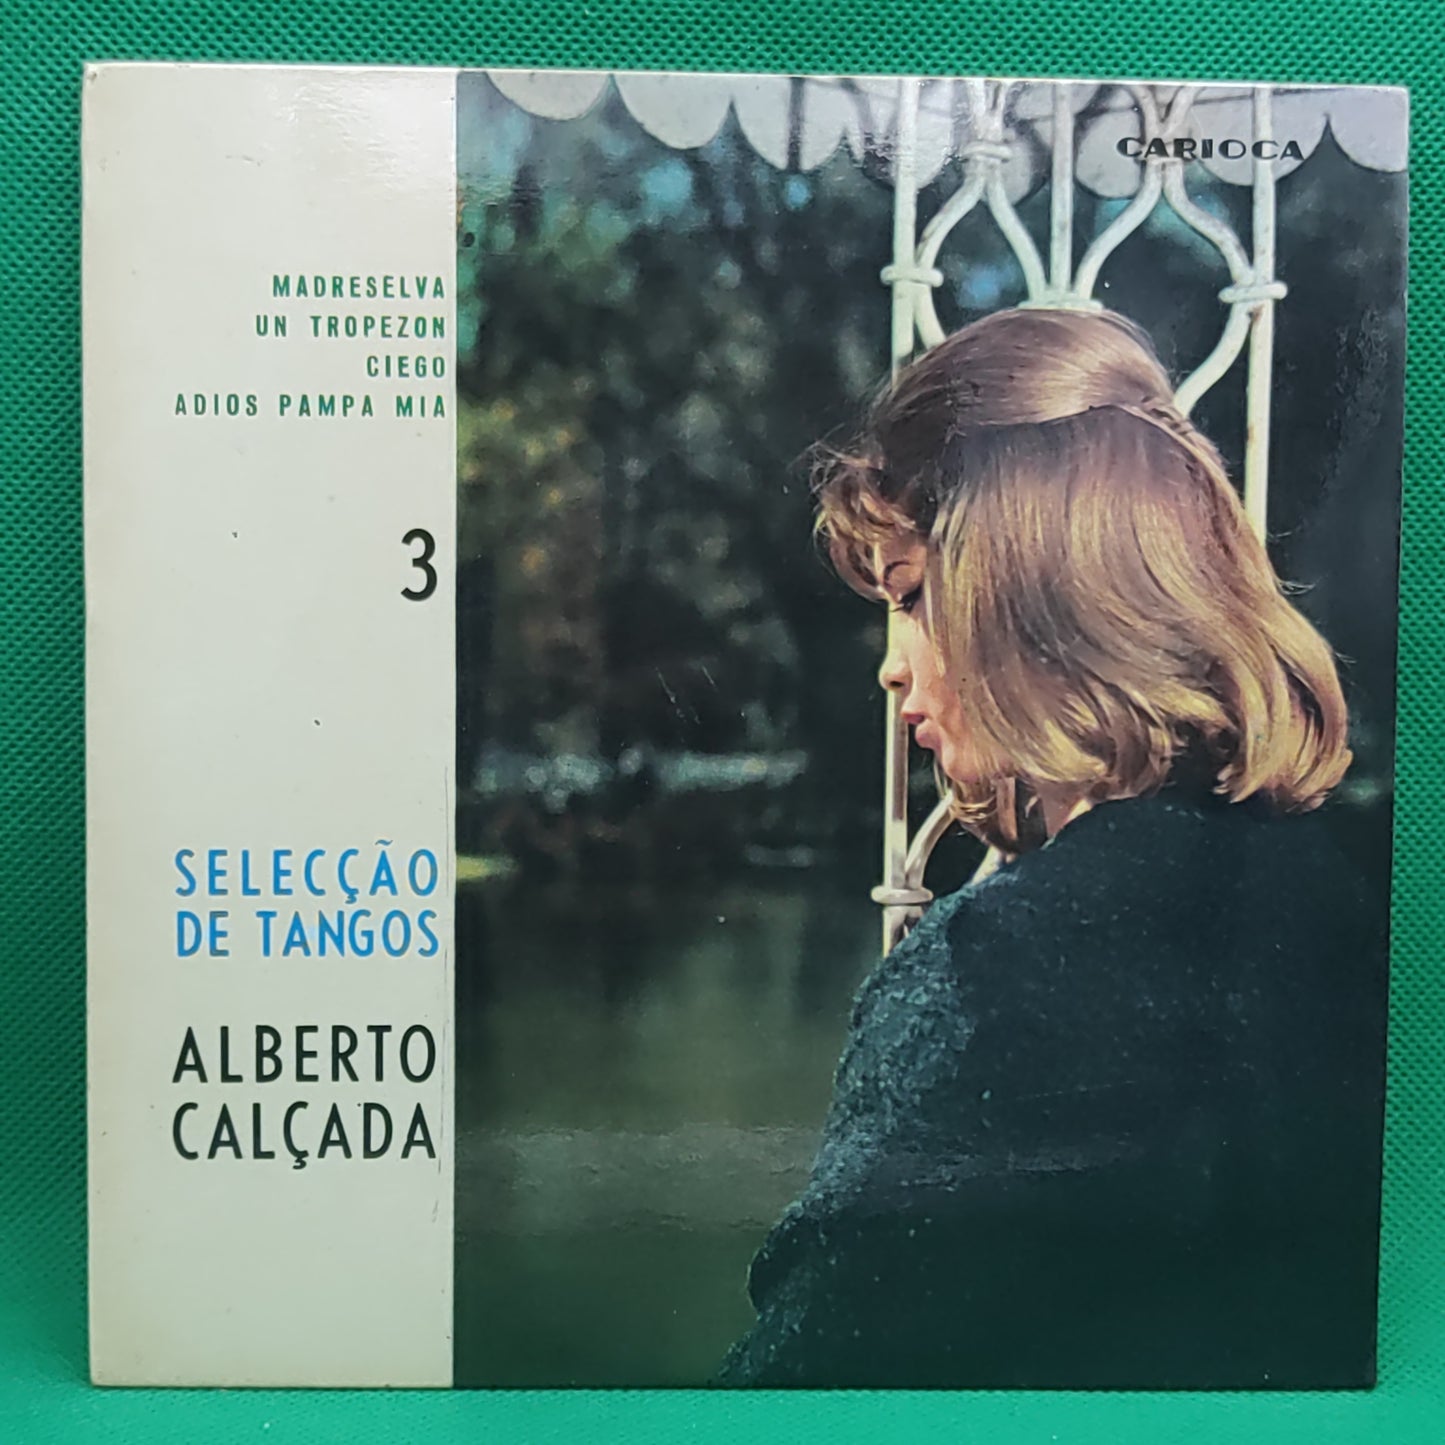 CARIOCA
MADRESELVA
UN TROPEZON
CIEGO
ADIOS PAMPA MIA
3
SELECÇÃO
DE TANGOS
ALBERTO
CALÇADA